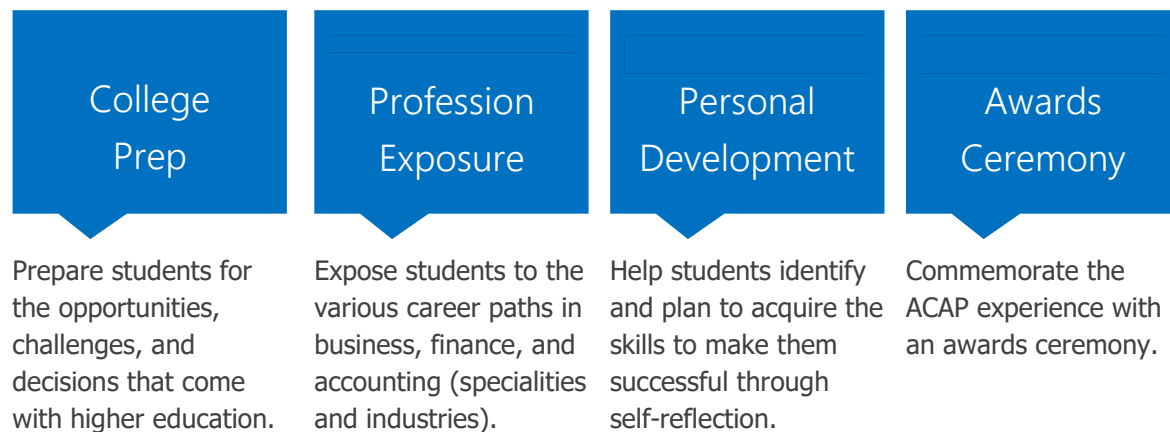 College
Prep
Prepare students for
the opportunities,
challenges, and
decisions that come
with higher education.
Profession
Exposure
Expose students to the
various career paths in
business, finance, and
accounting (specialities
and industries).
Personal
Development
Help students identify
and plan to acquire the
skills to make them
successful through
self-reflection.
Awards
Ceremony
Commemorate the
ACAP experience with
an awards ceremony.